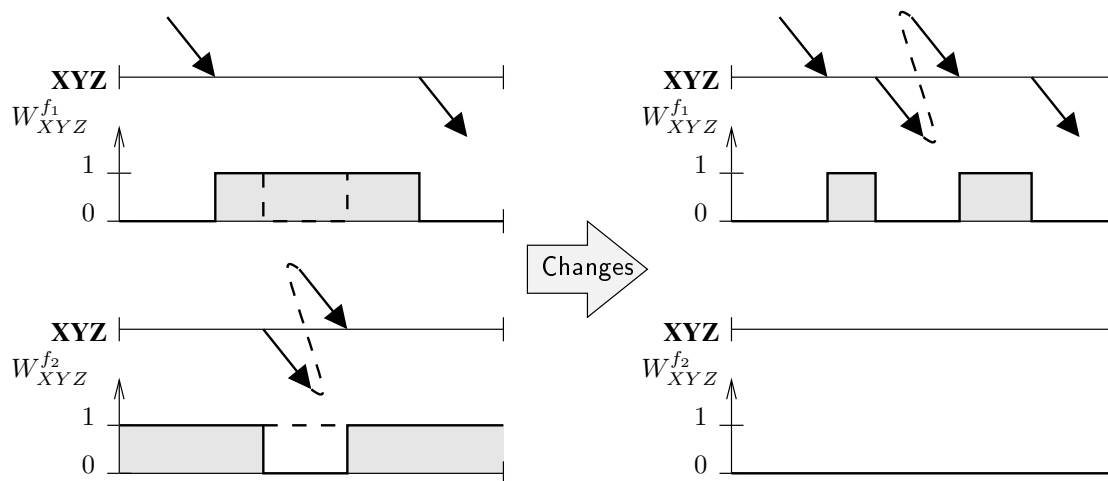 XYZ
W^{f_1}_{XYZ}
1
0
XYZ
W^{f_2}_{XYZ}
1
0
Changes
XYZ
W^{f_1}_{XYZ}
1
0
XYZ
W^{f_2}_{XYZ}
1
0